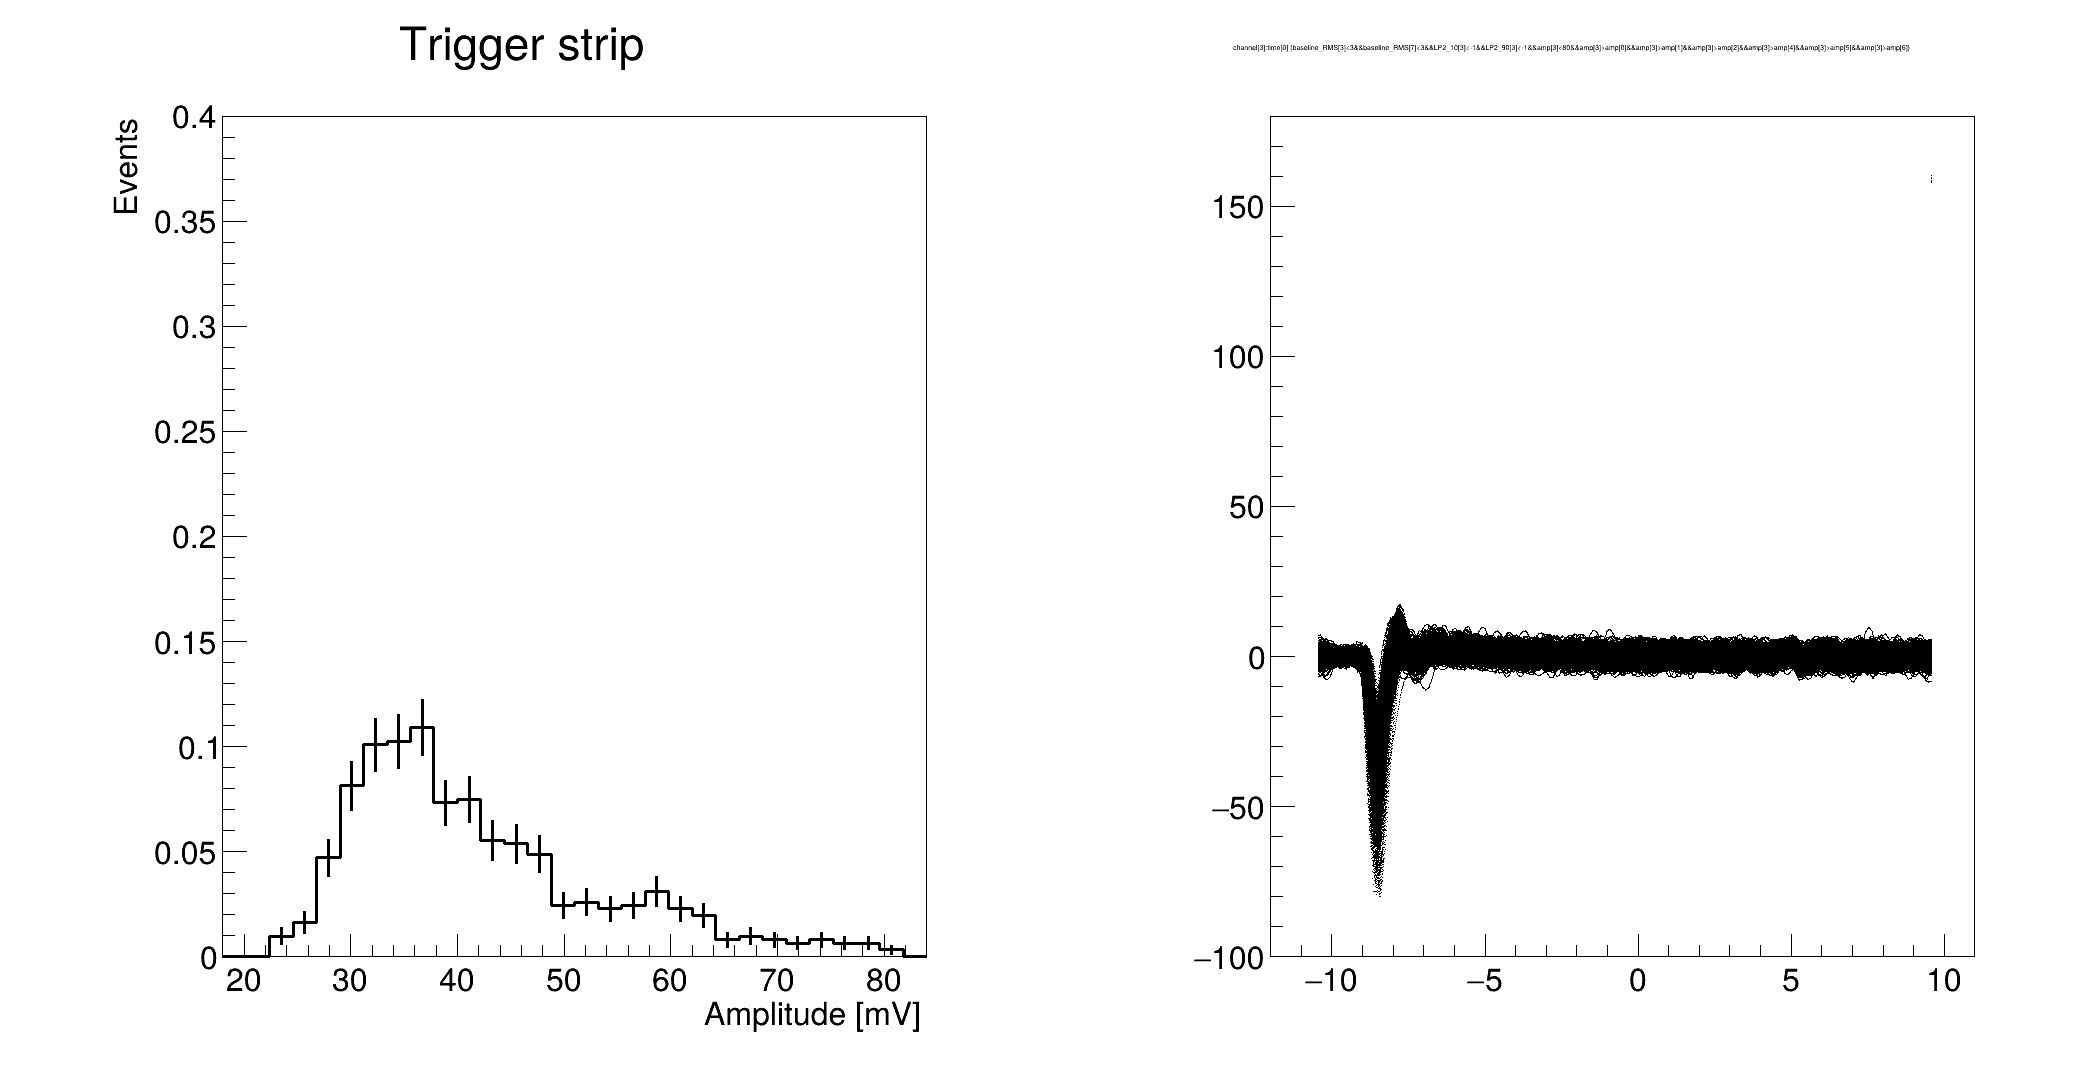 Trigger strip
channel[3]:time[0] {baseline_RMS[3]<3&&baseline_RMS[7]<3&&LP2_10[3]<-1&&LP2_90[3]<-1&&amp[3]<80&&amp[3]>amp[0]&&amp[3]>amp[1]&&amp[3]>amp[2]&&amp[3]>amp[4]&&amp[3]>amp[5]&&amp[3]>amp[6]}
Events
0.4
0.35
0.3
0.25
0.2
0.15
0.1
0.05
0
20 30 40 50 60 70 80
Amplitude [mV]
150
100
50
0
−50
−100
−10 −5 0 5 10